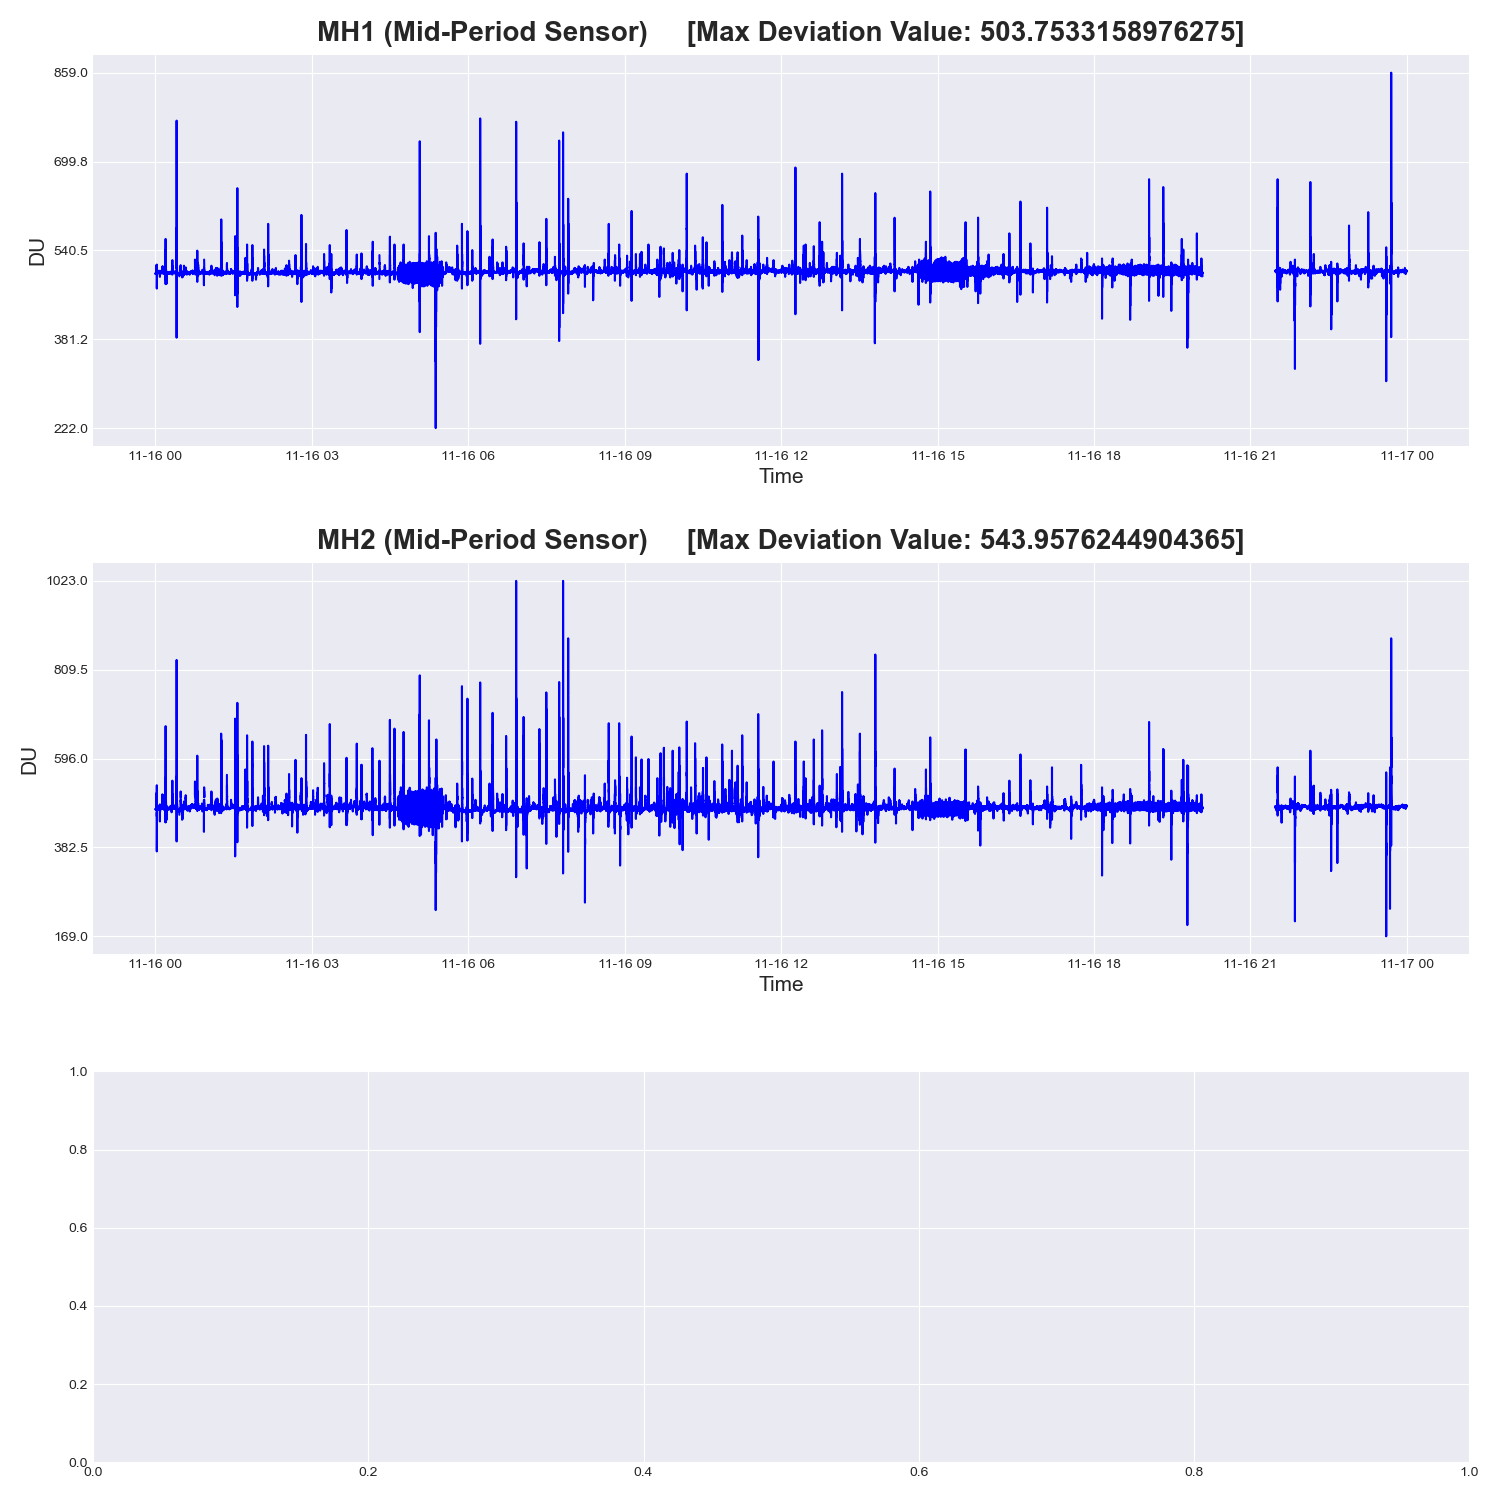 MH1 (Mid-Period Sensor) [Max Deviation Value: 503.7533158976275]
859.0
699.8
540.5
381.2
222.0
DU
11-16 00 11-16 03 11-16 06 11-16 09 11-16 12 11-16 15 11-16 18 11-16 21 11-17 00
Time
MH2 (Mid-Period Sensor) [Max Deviation Value: 543.9576244904365]
1023.0
809.5
596.0
382.5
169.0
DU
11-16 00 11-16 03 11-16 06 11-16 09 11-16 12 11-16 15 11-16 18 11-16 21 11-17 00
Time
1.0
0.8
0.6
0.4
0.2
0.0
0.0 0.2 0.4 0.6 0.8 1.0